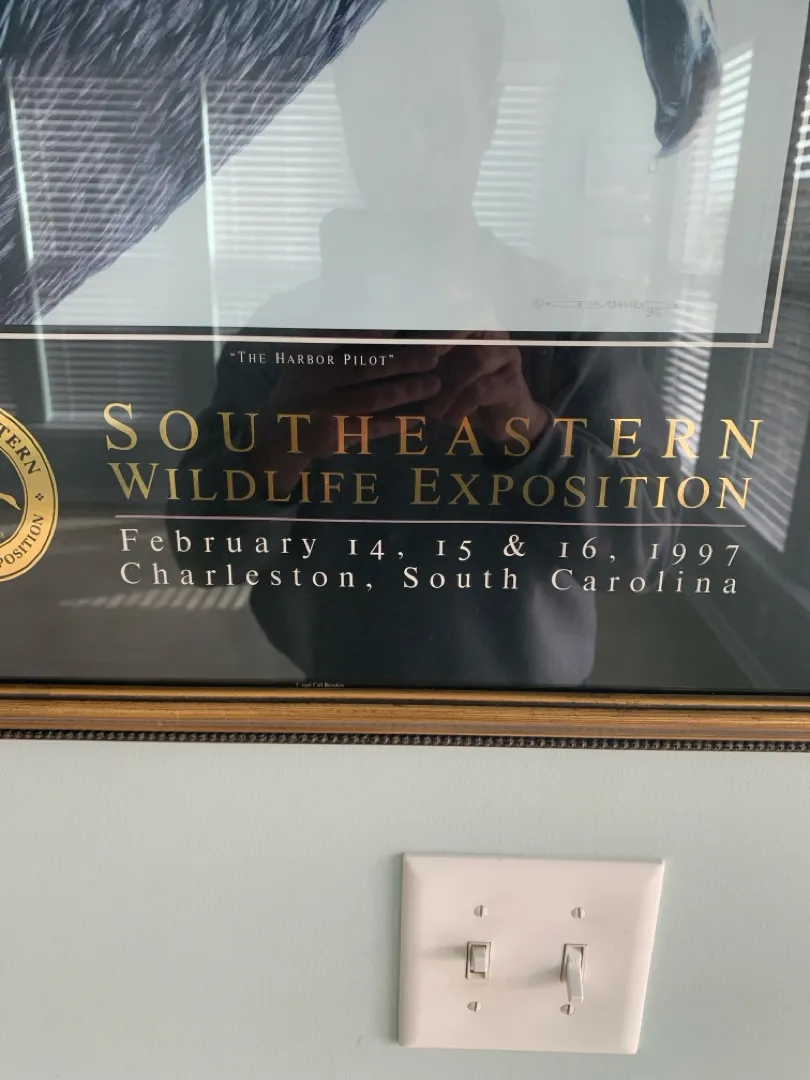 "THE HARBOR PILOT"
SOUTHEASTERN
WILDLIFE EXPOSITION
February 14, 15 & 16, 1997
Charleston, South Carolina